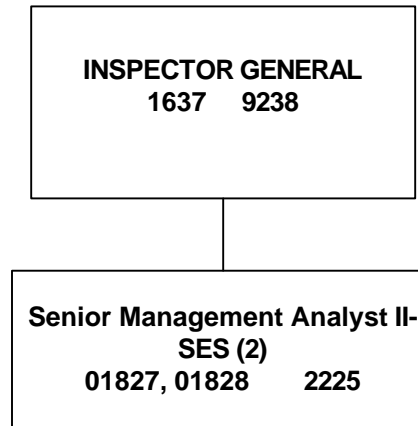 INSPECTOR GENERAL
1637 9238
Senior Management Analyst II-
SES (2)
01827, 01828 2225